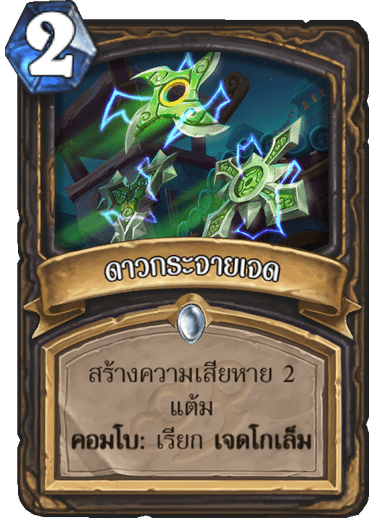 2
ดาวกระจายเจด
สร้างความเสียหาย 2
แต้ม
คอมโบ: เรียก เจดโกเล็ม